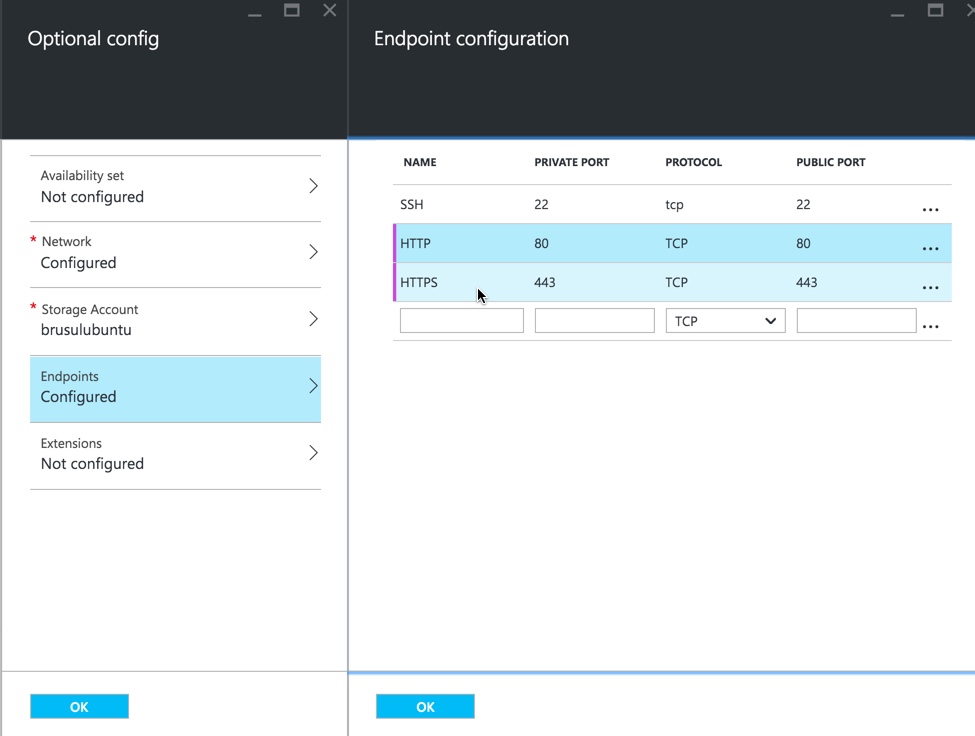 Optional config
Availability set
Not configured
* Network
Configured
* Storage Account
brusulubuntu
Endpoints
Configured
Extensions
Not configured
OK
Endpoint configuration
NAME PRIVATE PORT PROTOCOL PUBLIC PORT
SSH 22 tcp 22 ...
HTTP 80 TCP 80 ...
HTTPS 443 TCP 443 ...
TCP ...
OK